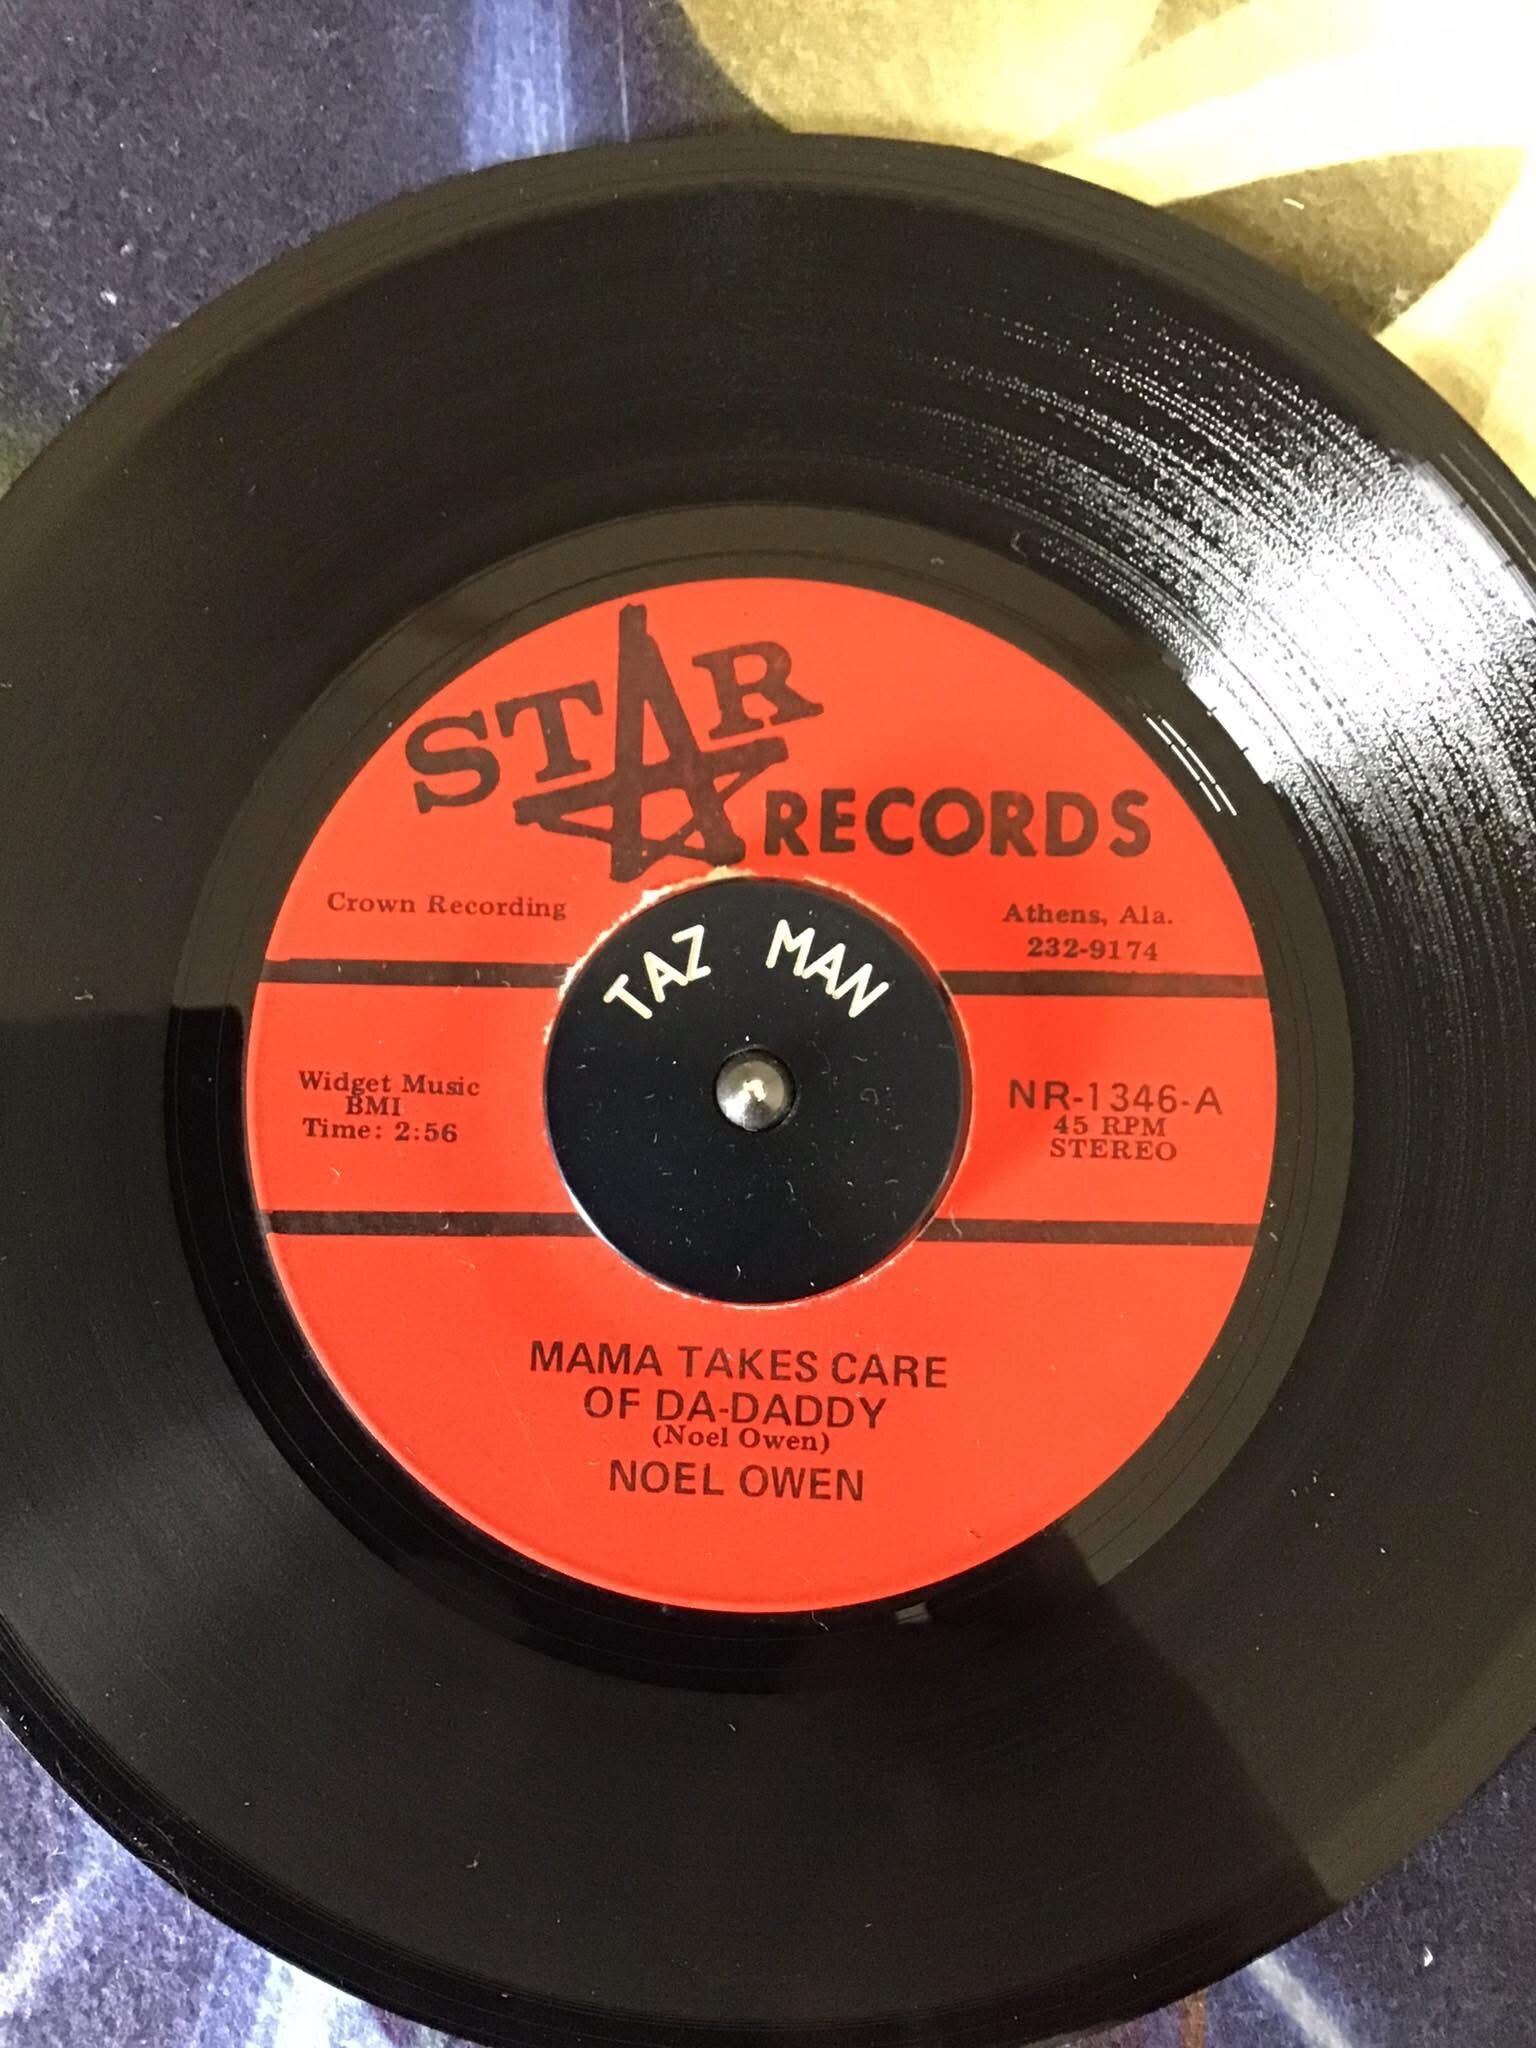 STAR
RECORDS
Crown Recording
Athens, Ala.
232-9174
TAZ MAN
Widget Music
BMI
Time: 2:56
NR-1346-A
45 RPM
STEREO
MAMA TAKES CARE
OF DA-DADDY
(Noel Owen)
NOEL OWEN